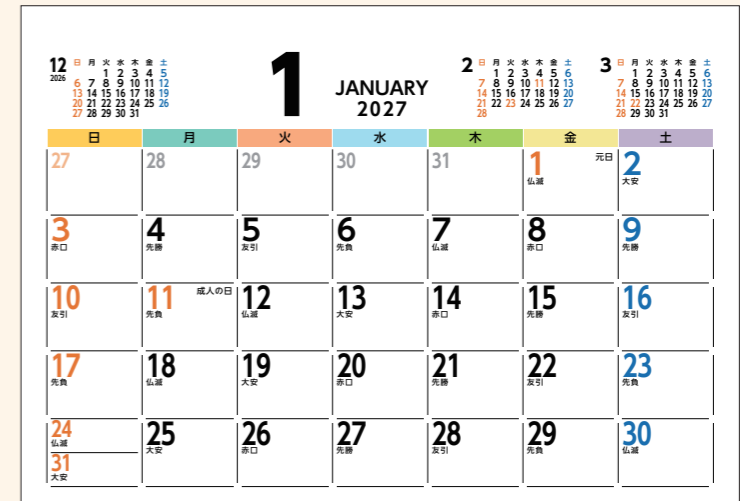 12 2026
日 月 火 水 木 金 土
1 2 3 4 5
6 7 8 9 10 11 12
13 14 15 16 17 18 19
20 21 22 23 24 25 26
27 28 29 30 31
1
JANUARY
2027
2
日 月 火 水 木 金 土
1 2 3 4 5 6
7 8 9 10 11 12 13
14 15 16 17 18 19 20
21 22 23 24 25 26 27
28
3
日 月 火 水 木 金 土
1 2 3 4 5 6
7 8 9 10 11 12 13
14 15 16 17 18 19 20
21 22 23 24 25 26 27
28 29 30 31
日 月 火 水 木 金 土
27 28 29 30 31 1 元日 2
仏滅 大安
3 4 5 6 7 8 9
赤口 先勝 友引 先負 仏滅 赤口 先勝
10 11 成人の日 12 13 14 15 16
友引 先負 仏滅 大安 赤口 先勝 友引
17 18 19 20 21 22 23
先負 仏滅 大安 赤口 先勝 友引 先負
24 25 26 27 28 29 30
仏滅 大安 赤口 先勝 友引 先負 仏滅
31
大安